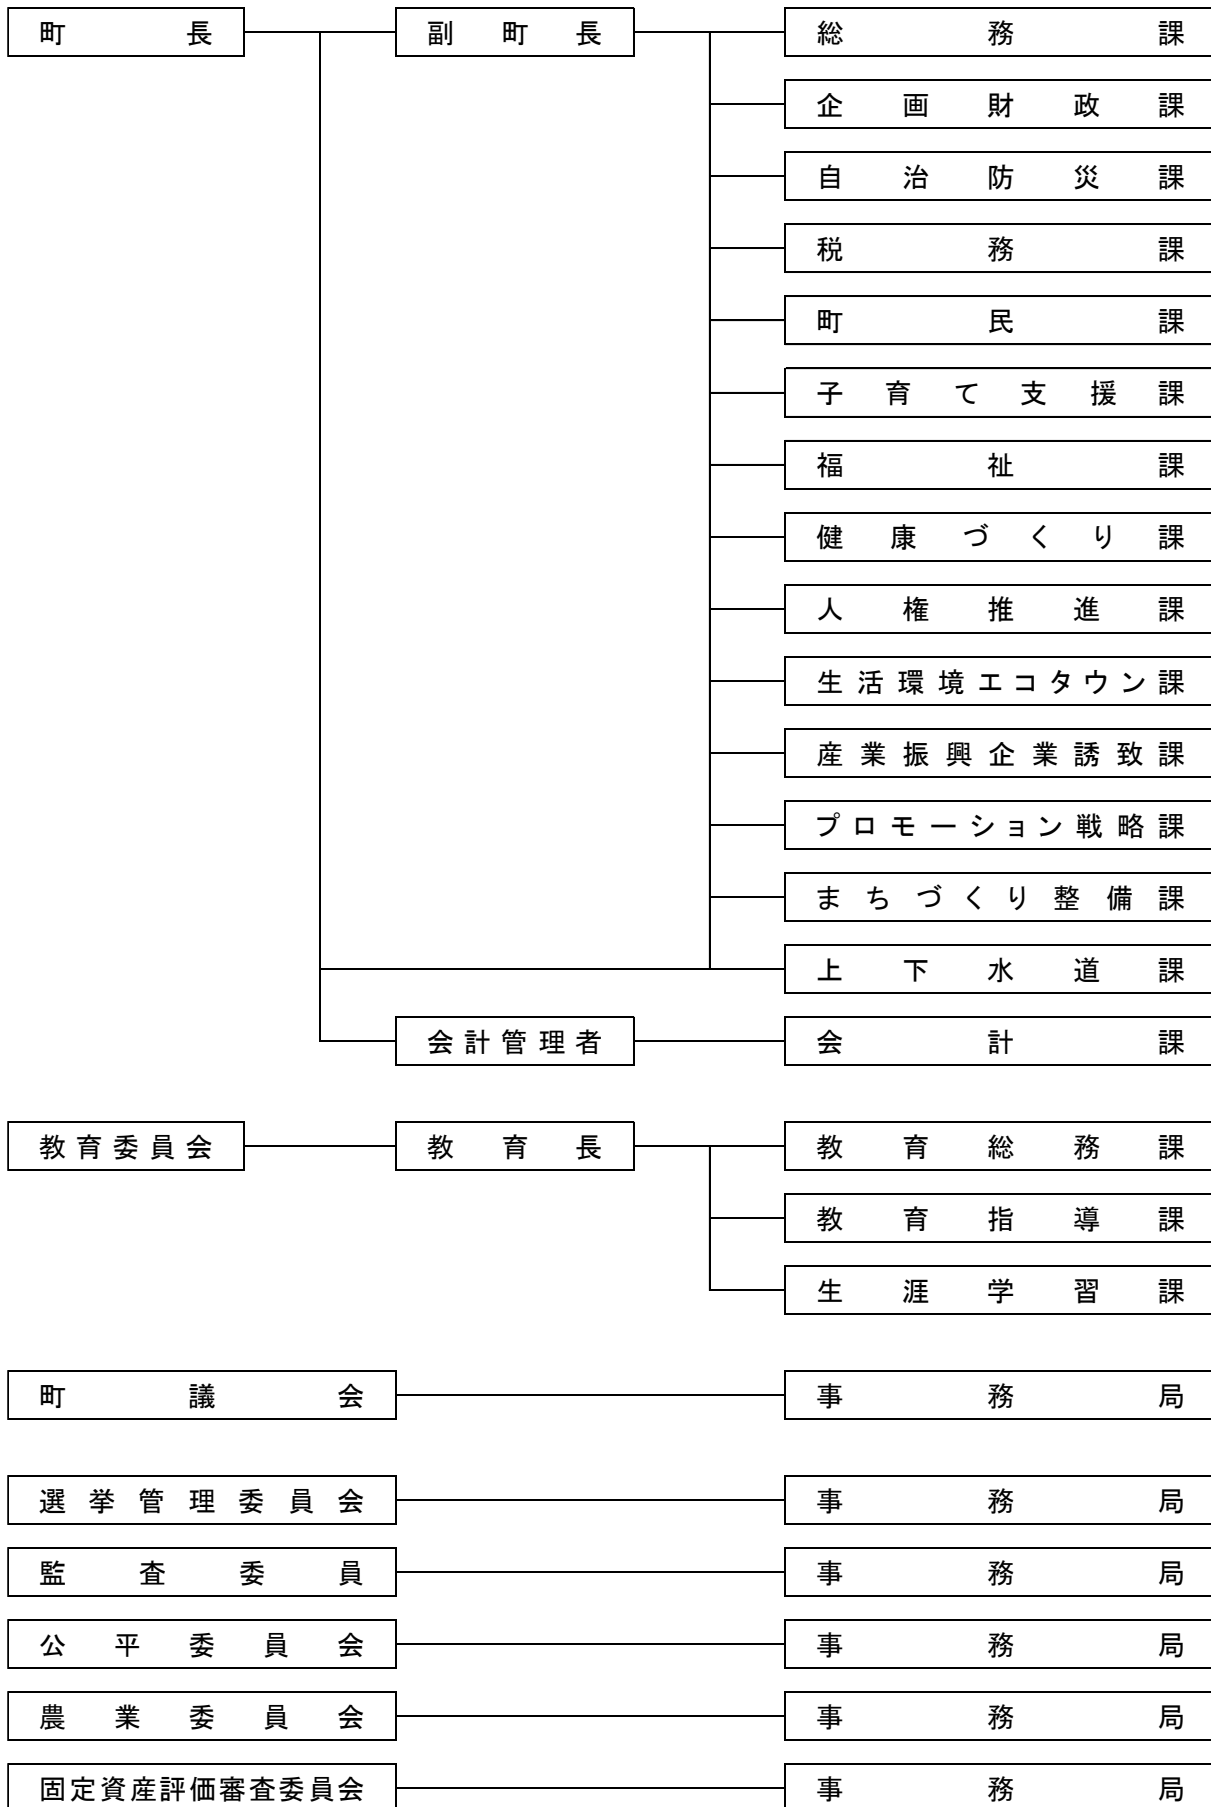 町長 副町長 総務課
企画財政課
自治防災課
税務課
町民課
子育て支援課
福祉課
健康づくり課
人権推進課
生活環境エコタウン課
産業振興企業誘致課
プロモーション戦略課
まちづくり整備課
上下水道課
会計管理者 会計課
教育委員会 教育長 教育総務課
教育指導課
生涯学習課
町議会 事務局
選挙管理委員会 事務局
監査委員 事務局
公平委員会 事務局
農業委員会 事務局
固定資産評価審査委員会 事務局